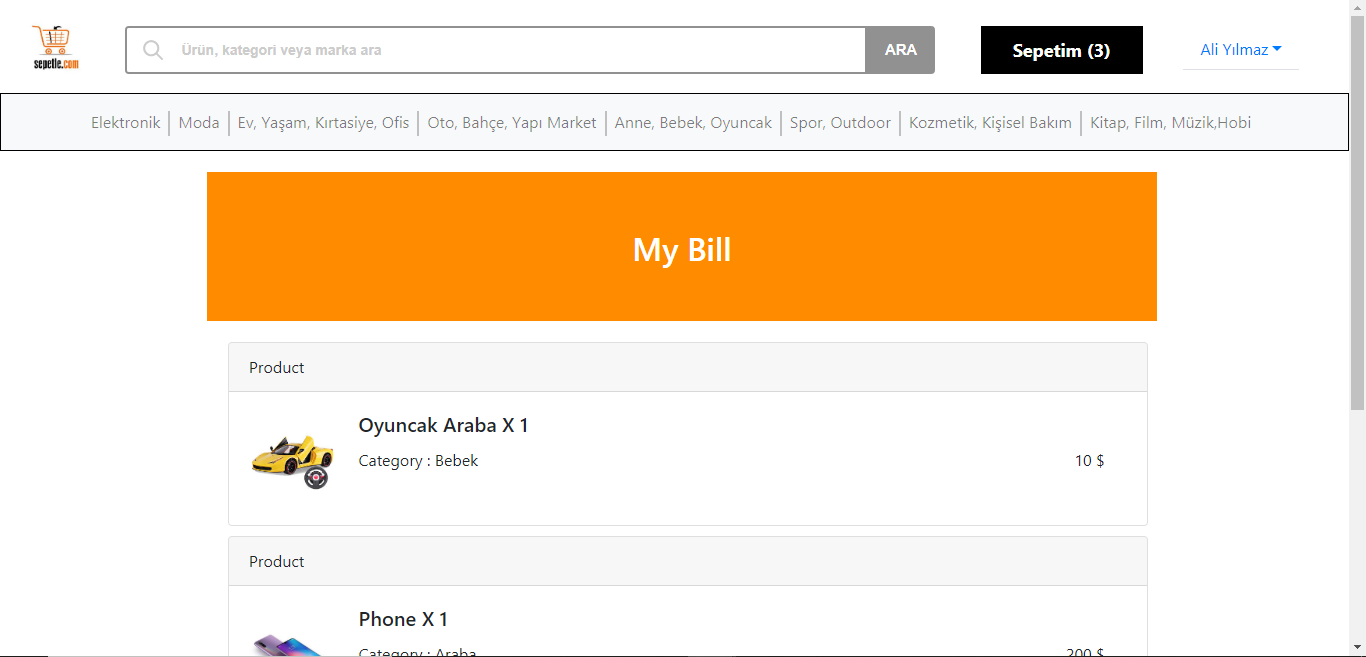 sepetle.com
Ürün, kategori veya marka ara
ARA
Sepetim (3)
Ali Yılmaz
Elektronik
Moda
Ev, Yaşam, Kırtasiye, Ofis
Oto, Bahçe, Yapı Market
Anne, Bebek, Oyuncak
Spor, Outdoor
Kozmetik, Kişisel Bakım
Kitap, Film, Müzik,Hobi
My Bill
Product
Oyuncak Araba X 1
Category : Bebek
10 $
Product
Phone X 1
Category : Araba
200 $